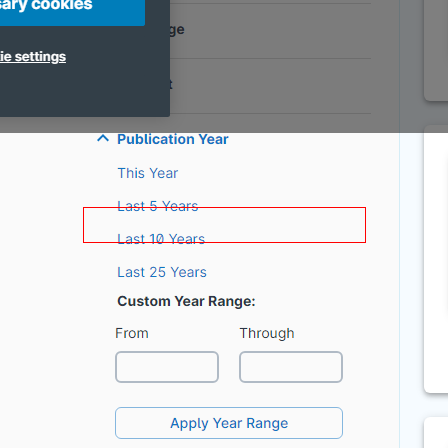 sary cookies
ge
ie settings
t
Publication Year
This Year
Last 5 Years
Last 10 Years
Last 25 Years
Custom Year Range:
From Through
Apply Year Range